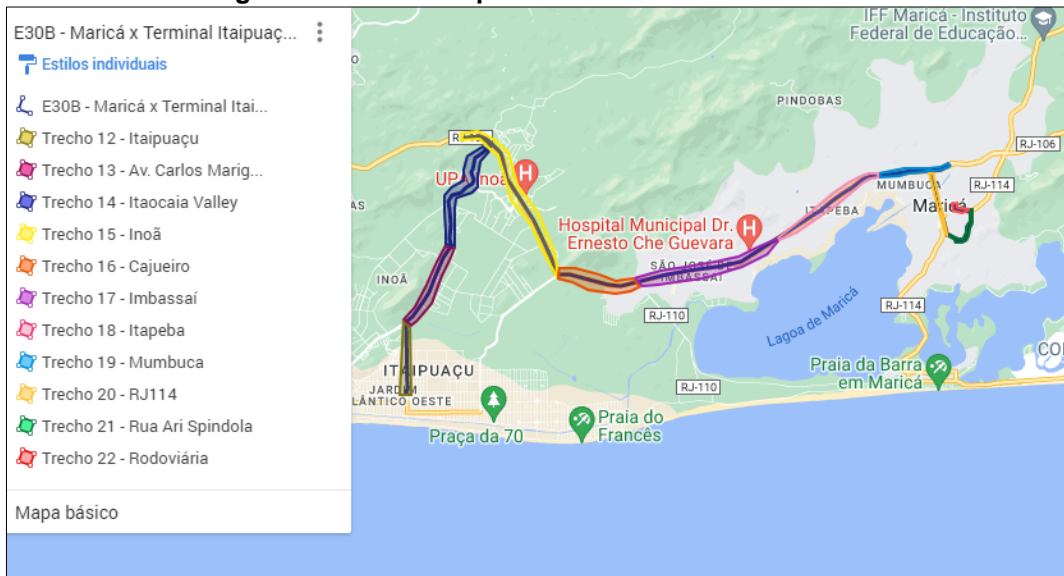 E30B - Maricá x Terminal Itaipuaç...
Estilos individuais
E30B - Maricá x Terminal Itai...
Trecho 12 - Itaipuaçu
Trecho 13 - Av. Carlos Marig...
Trecho 14 - Itaocaia Valley
Trecho 15 - Inoã
Trecho 16 - Cajueiro
Trecho 17 - Imbassaí
Trecho 18 - Itapeba
Trecho 19 - Mumbuca
Trecho 20 - RJ114
Trecho 21 - Rua Ari Spindola
Trecho 22 - Rodoviária
Mapa básico
IFF Maricá - Instituto
Federal de Educação...
PINDOBAS
RJ-106
UPA
H
MUMBUCA
RJ-114
Maricá
ITAPEBA
Hospital Municipal Dr.
Ernesto Che Guevara
H
SÃO JOSÉ DE
IMBASSAI
INOÃ
RJ-110
RJ-114
Lagoa de Maricá
ITAIPUAÇU
JARDIM
LÂNTICO OESTE
RJ-110
Praia da Barra
em Maricá
Praça da 70
Praia do
Francês